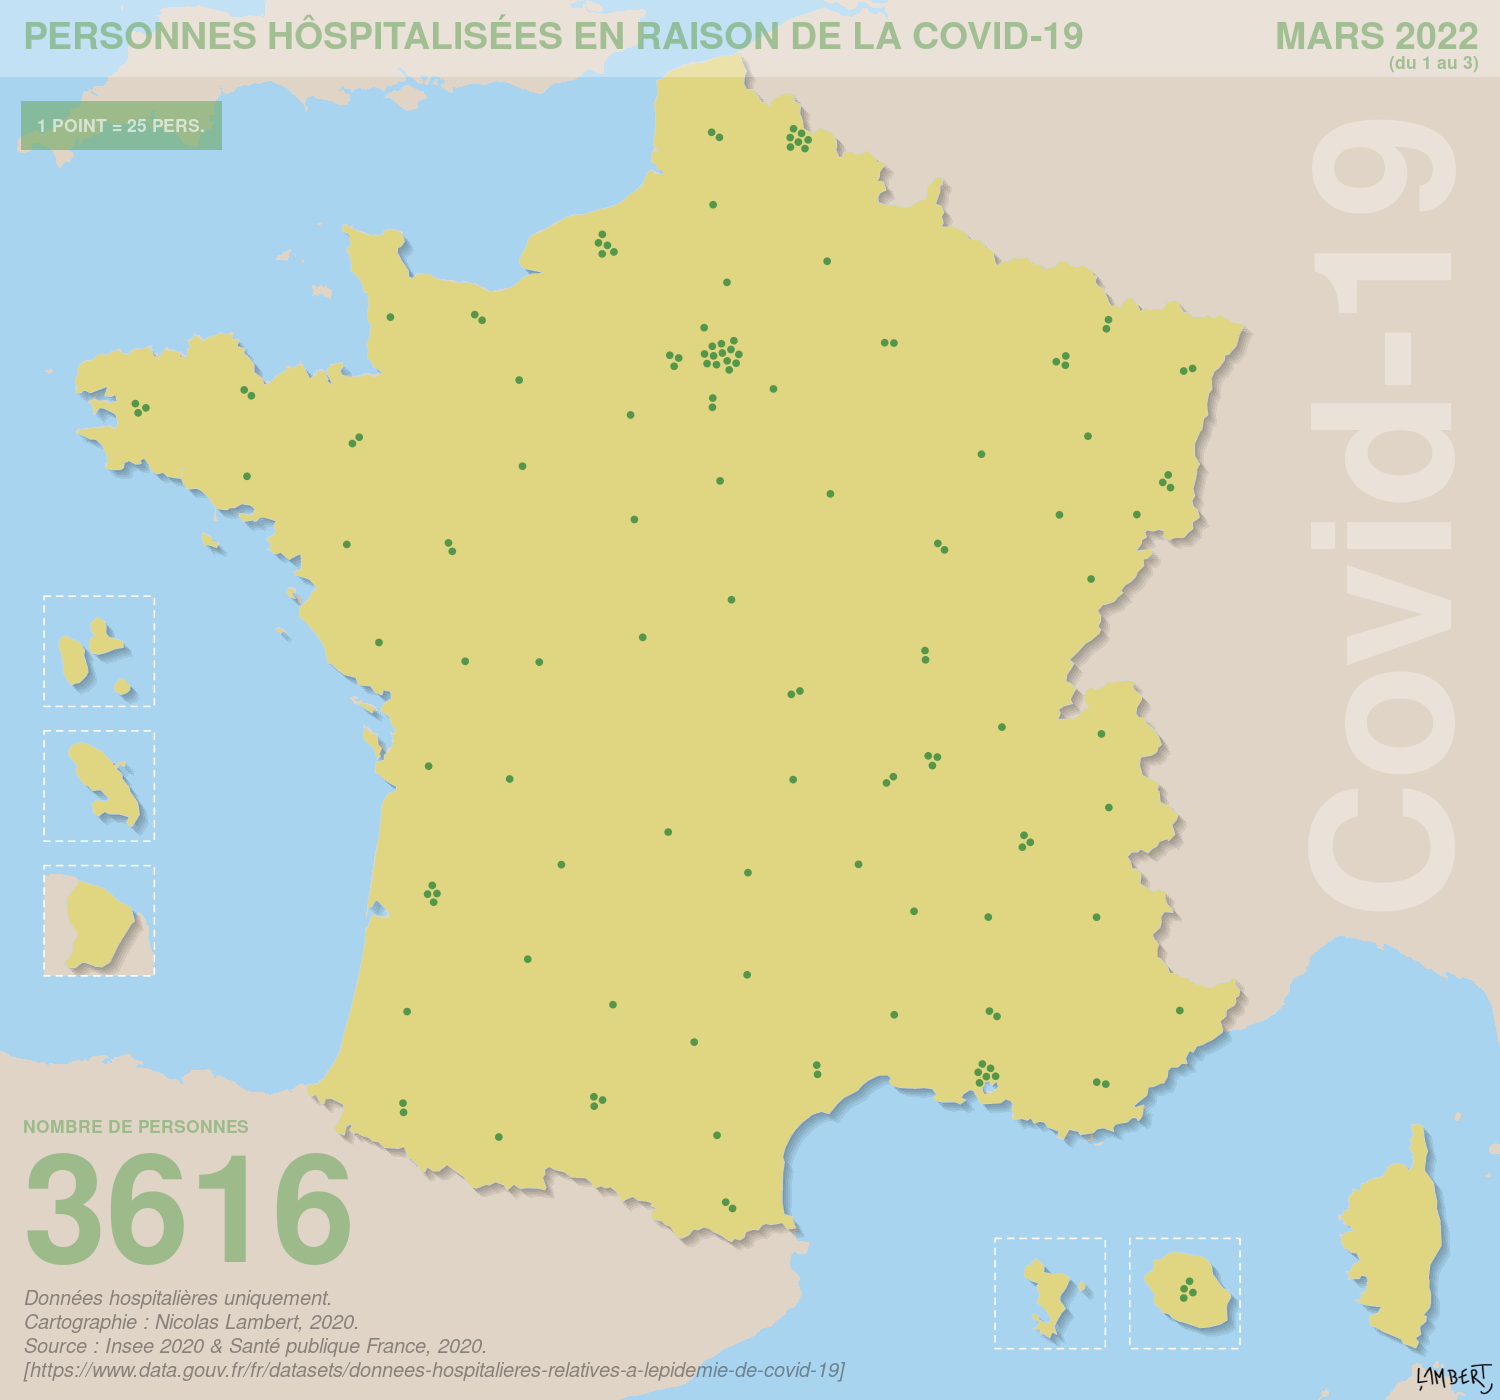 PERSONNES HÔSPITALISÉES EN RAISON DE LA COVID-19
MARS 2022
(du 1 au 3)
1 POINT = 25 PERS.
Covid-19
NOMBRE DE PERSONNES
3616
Données hospitalières uniquement.
Cartographie : Nicolas Lambert, 2020.
Source : Insee 2020 & Santé publique France, 2020.
[https://www.data.gouv.fr/fr/datasets/donnees-hospitalieres-relatives-a-lepidemie-de-covid-19]
LAMBERT